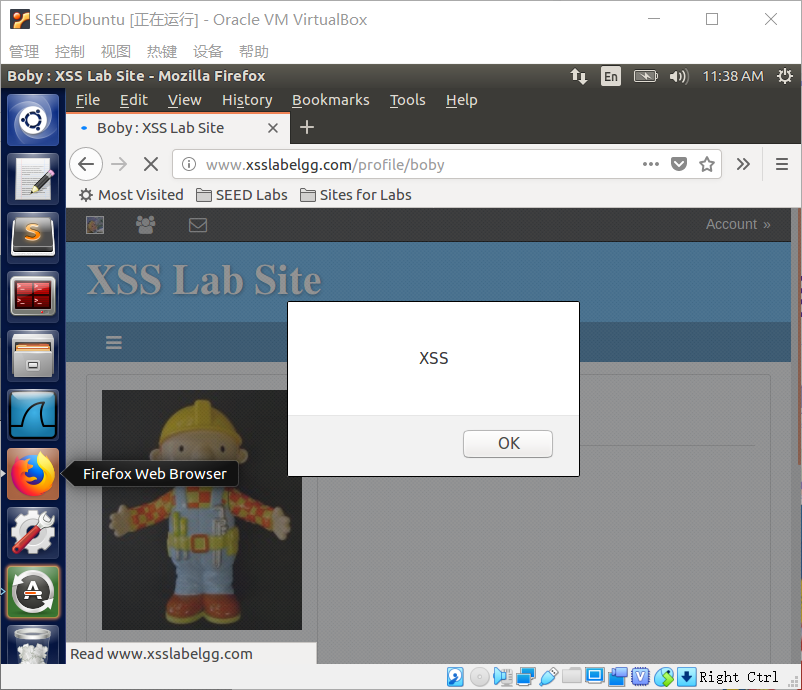 SEEDUbuntu [正在运行] - Oracle VM VirtualBox
管理 控制 视图 热键 设备 帮助
Boby : XSS Lab Site - Mozilla Firefox En 11:38 AM
File Edit View History Bookmarks Tools Help
Boby : XSS Lab Site
www.xsslabelgg.com/profile/boby
Most Visited SEED Labs Sites for Labs
Account »
XSS Lab Site
XSS
OK
Firefox Web Browser
Read www.xsslabelgg.com
Right Ctrl